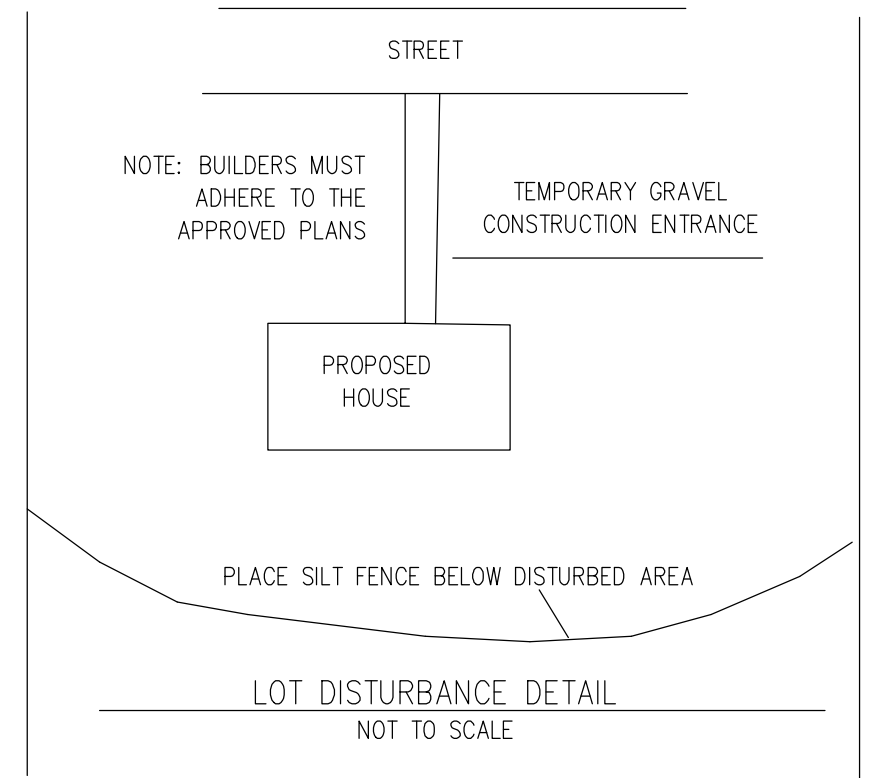 STREET
NOTE: BUILDERS MUST
ADHERE TO THE
APPROVED PLANS
TEMPORARY GRAVEL
CONSTRUCTION ENTRANCE
PROPOSED
HOUSE
PLACE SILT FENCE BELOW DISTURBED AREA
LOT DISTURBANCE DETAIL
NOT TO SCALE